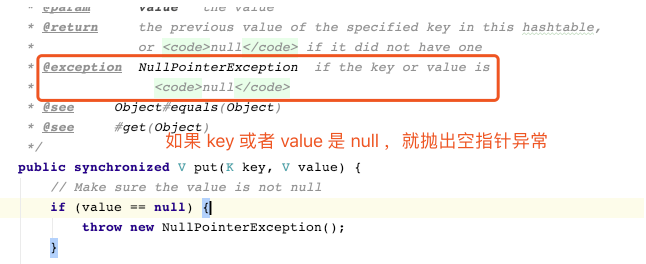 * @param value the value
* @return the previous value of the specified key in this hashtable,
* or <code>null</code> if it did not have one
* @exception NullPointerException if the key or value is
* <code>null</code>
* @see Object#equals(Object)
* @see #get(Object)
如果 key 或者 value 是 null ，就抛出空指针异常
*/
public synchronized V put(K key, V value) {
// Make sure the value is not null
if (value == null) {
throw new NullPointerException();
}